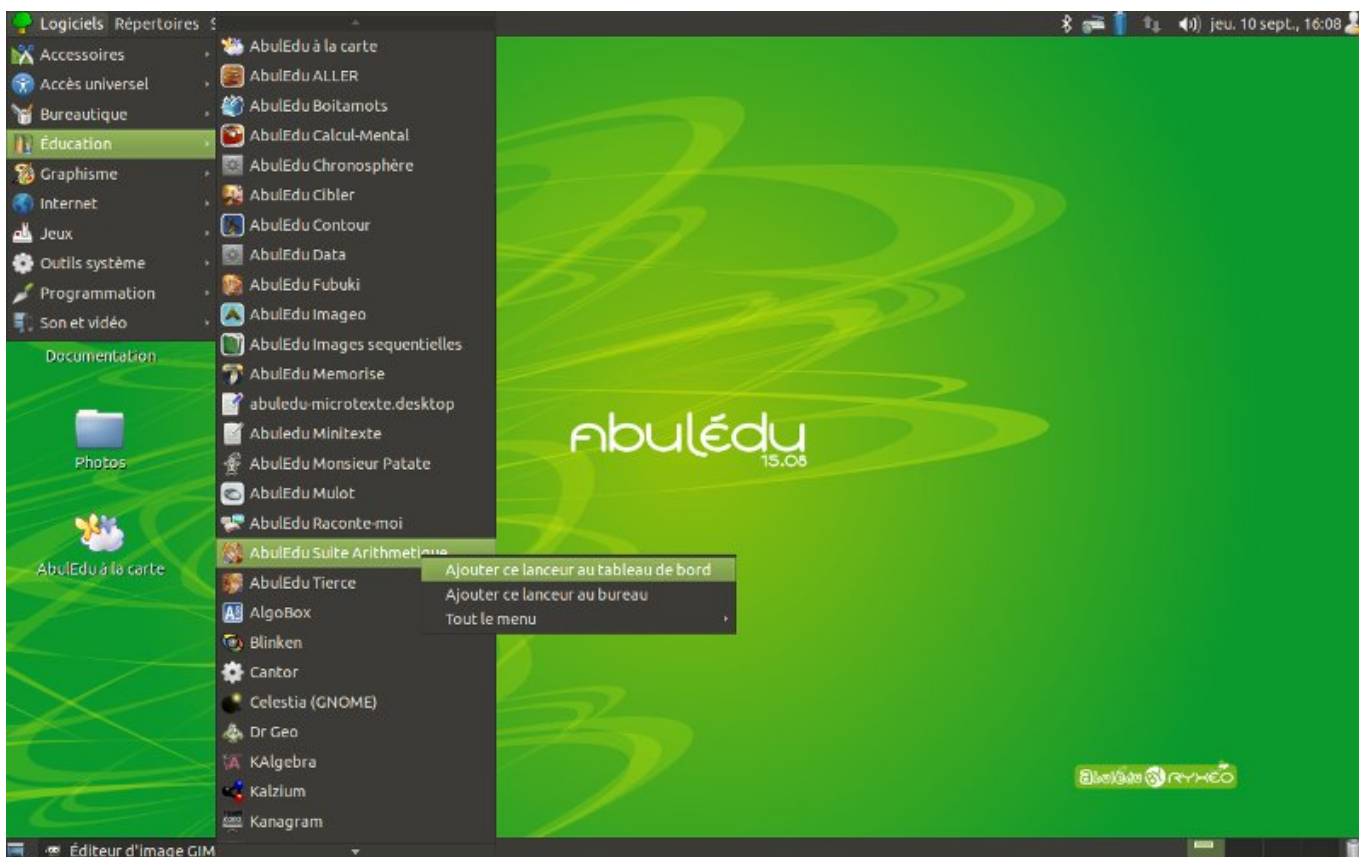 Logiciels Répertoires
jeu. 10 sept., 16:08
Accessoires
Accès universel
Bureautique
Éducation
Graphisme
Internet
Jeux
Outils système
Programmation
Son et vidéo
Documentation
Photos
AbulEdu à la carte
AbulEdu à la carte
AbulEdu ALLER
AbulEdu Boitamots
AbulEdu Calcul-Mental
AbulEdu Chronosphère
AbulEdu Cibler
AbulEdu Contour
AbulEdu Data
AbulEdu Fubuki
AbulEdu Imageo
AbulEdu Images sequentielles
AbulEdu Memorise
abuledu-microtexte.desktop
Abuledu Minitexte
AbulEdu Monsieur Patate
AbulEdu Mulot
AbulEdu Raconte-moi
AbulEdu Suite Arithmetique
AbulEdu Tierce
AlgoBox
Blinken
Cantor
Celestia (GNOME)
Dr Geo
KAlgebra
Kalzium
Kanagram
Ajouter ce lanceur au tableau de bord
Ajouter ce lanceur au bureau
Tout le menu
abulédu
15.08
abulédu RYXÉO
Éditeur d'image GIM